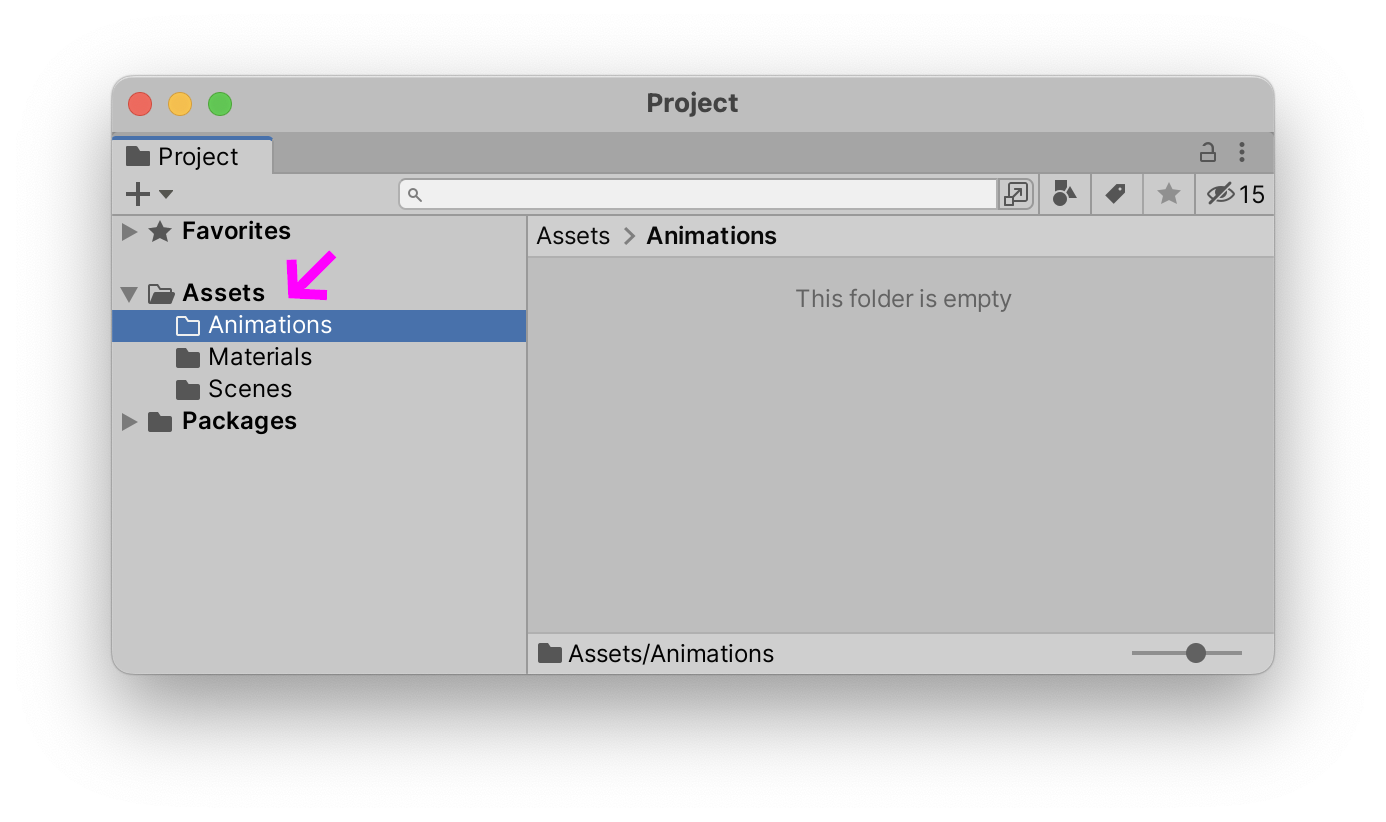 Project
Project
15
Favorites
Assets > Animations
Assets
This folder is empty
Animations
Materials
Scenes
Packages
Assets/Animations